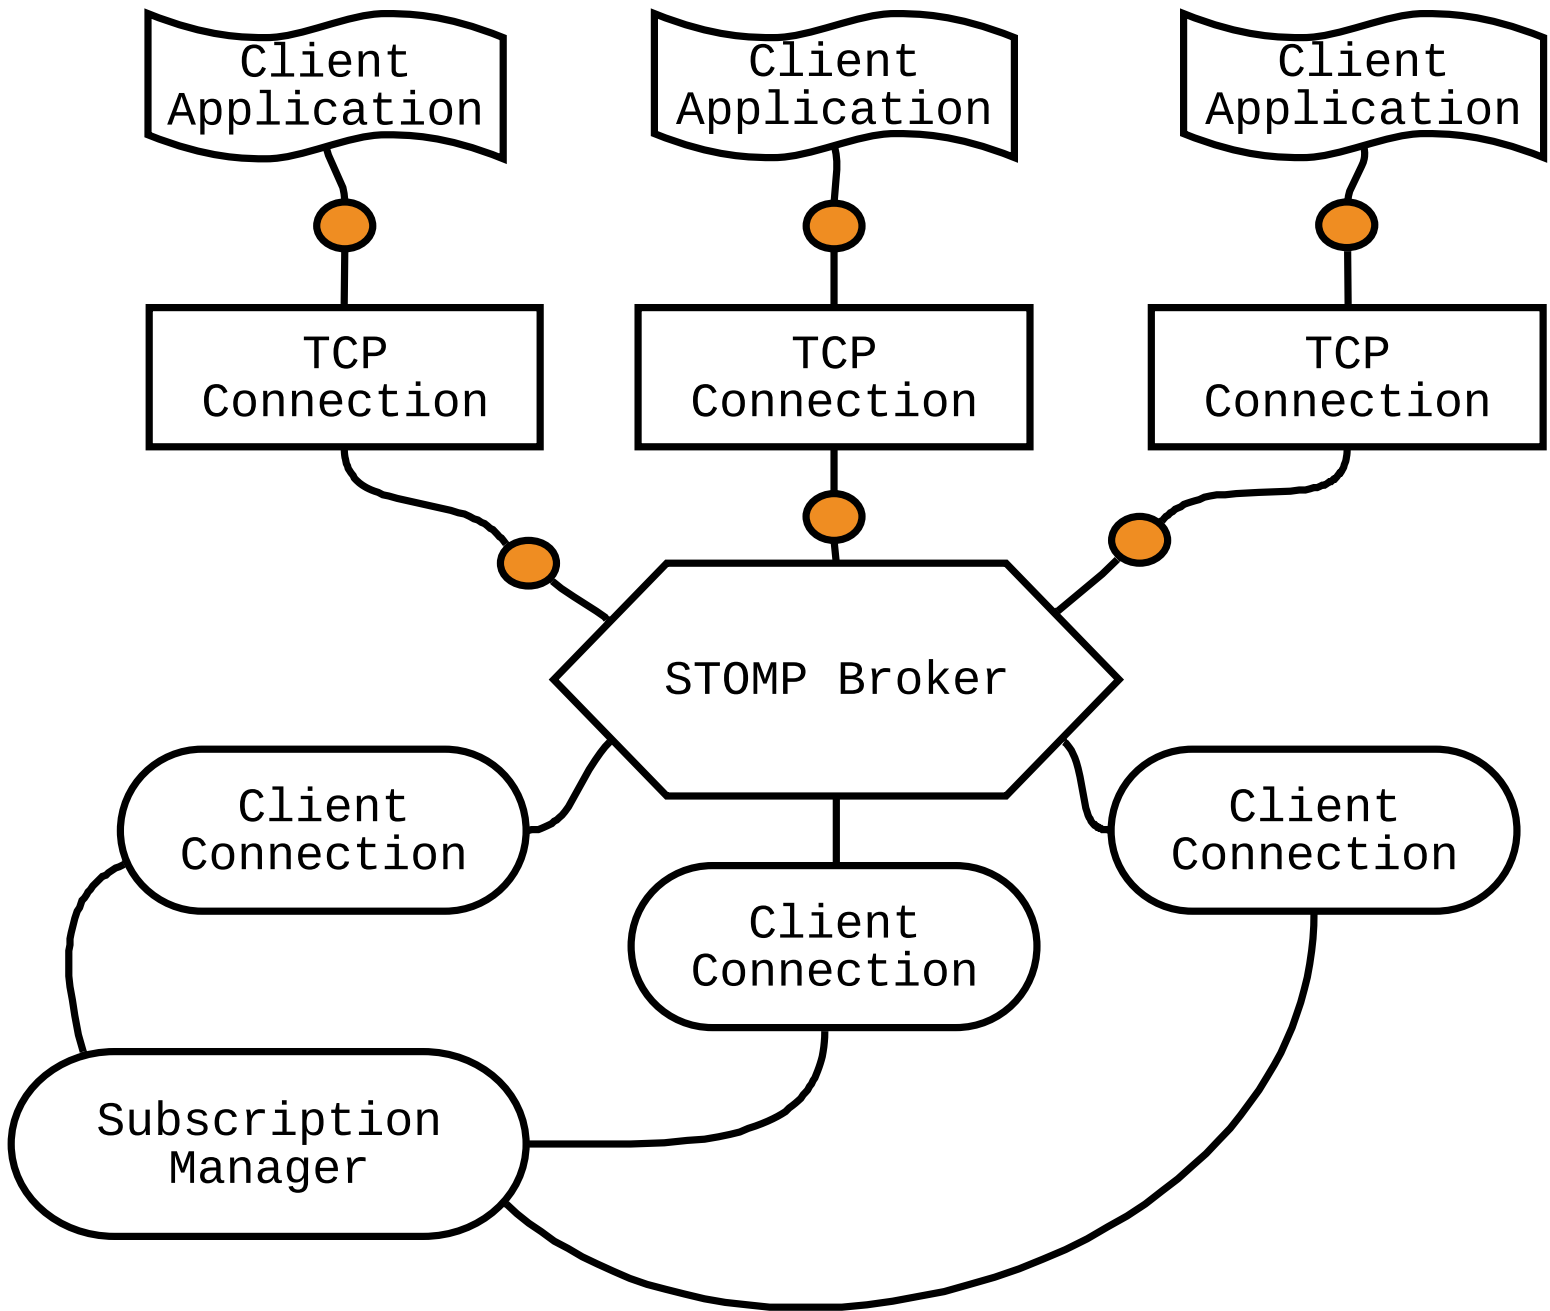 Client
Application
Client
Application
Client
Application
TCP
Connection
TCP
Connection
TCP
Connection
STOMP Broker
Client
Connection
Client
Connection
Client
Connection
Subscription
Manager